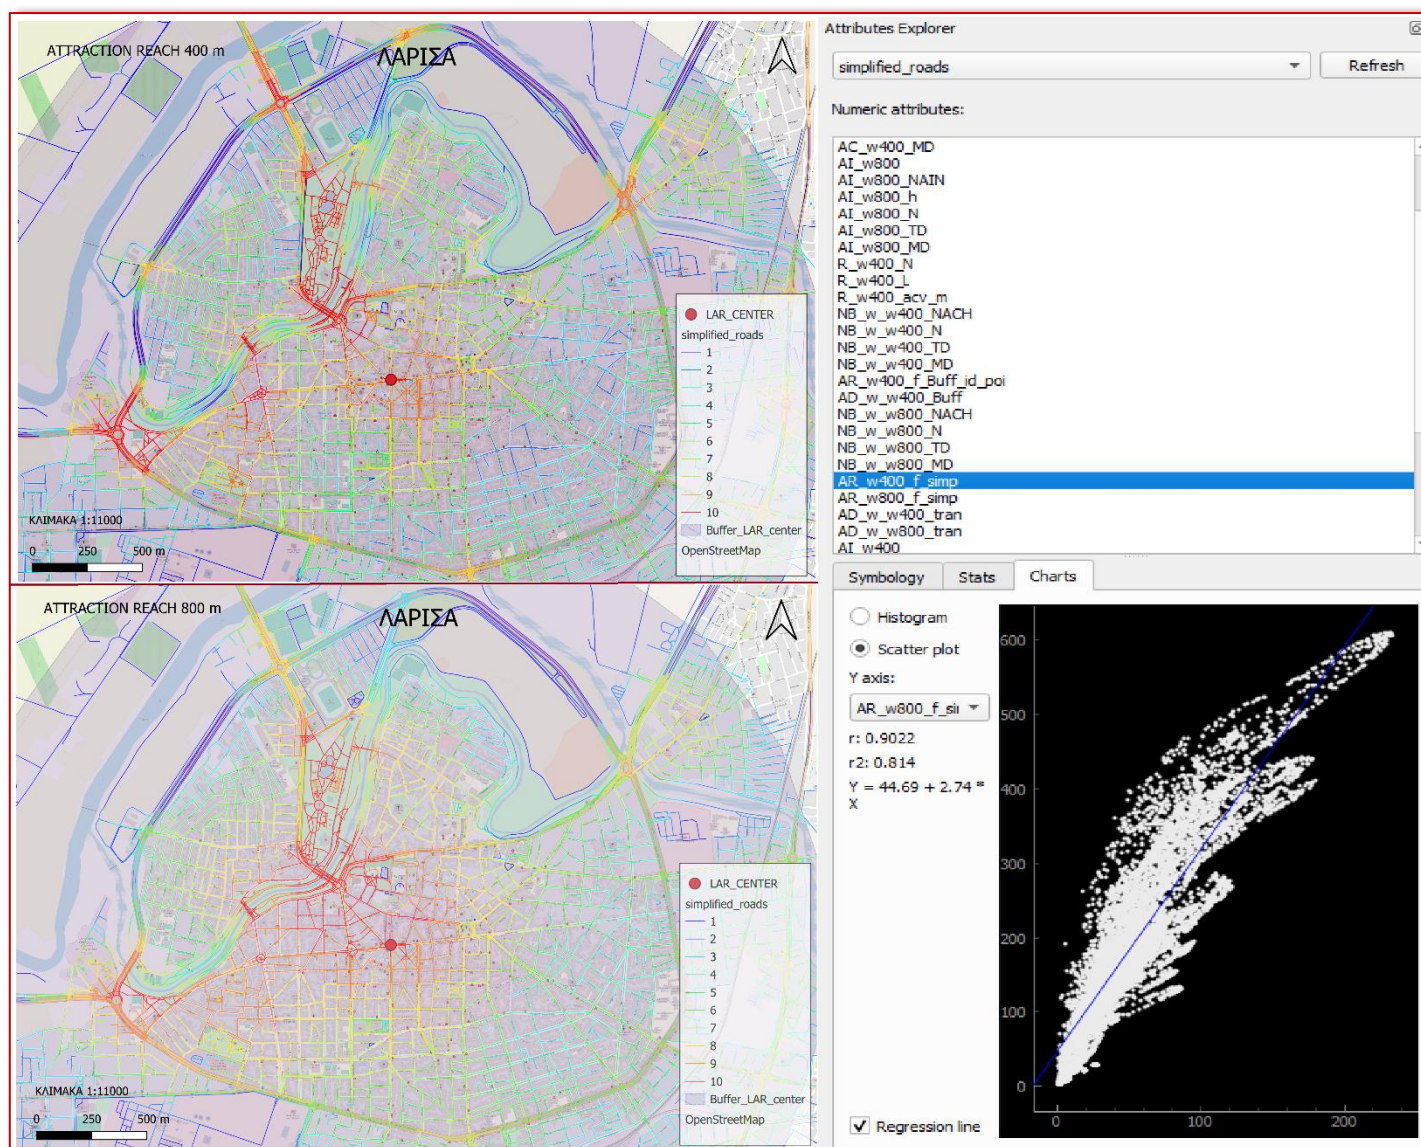 ATTRACTION REACH 400 m
ΛΑΡΙΣΑ
LAR_CENTER
simplified_roads
1
2
3
4
5
6
7
8
9
10
Buffer_LAR_center
OpenStreetMap
ΚΛΙΜΑΚΑ 1:11000
0 250 500 m
ATTRACTION REACH 800 m
ΛΑΡΙΣΑ
LAR_CENTER
simplified_roads
1
2
3
4
5
6
7
8
9
10
Buffer_LAR_center
OpenStreetMap
ΚΛΙΜΑΚΑ 1:11000
0 250 500 m
Attributes Explorer
simplified_roads
Refresh
Numeric attributes:
AC_w400_MD
AI_w800
AI_w800_NAIN
AI_w800_h
AI_w800_N
AI_w800_TD
AI_w800_MD
R_w400_N
R_w400_L
R_w400_acv_m
NB_w_w400_NACH
NB_w_w400_N
NB_w_w400_TD
NB_w_w400_MD
AR_w400_f_Buff_id_poi
AD_w_w400_Buff
NB_w_w800_NACH
NB_w_w800_N
NB_w_w800_TD
NB_w_w800_MD
AR_w400_f_simp
AR_w800_f_simp
AD_w_w400_tran
AD_w_w800_tran
AI_w400
Symbology Stats Charts
Histogram
Scatter plot
Y axis:
AR_w800_f_sii
r: 0.9022
r2: 0.814
Y = 44.69 + 2.74 *
X
Regression line
600
500
400
300
200
100
0
0 100 200